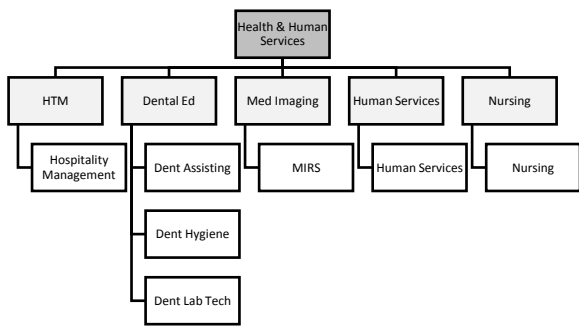 Health & Human
Services
HTM
Dental Ed
Med Imaging
Human Services
Nursing
Hospitality
Management
Dent Assisting
MIRS
Human Services
Nursing
Dent Hygiene
Dent Lab Tech